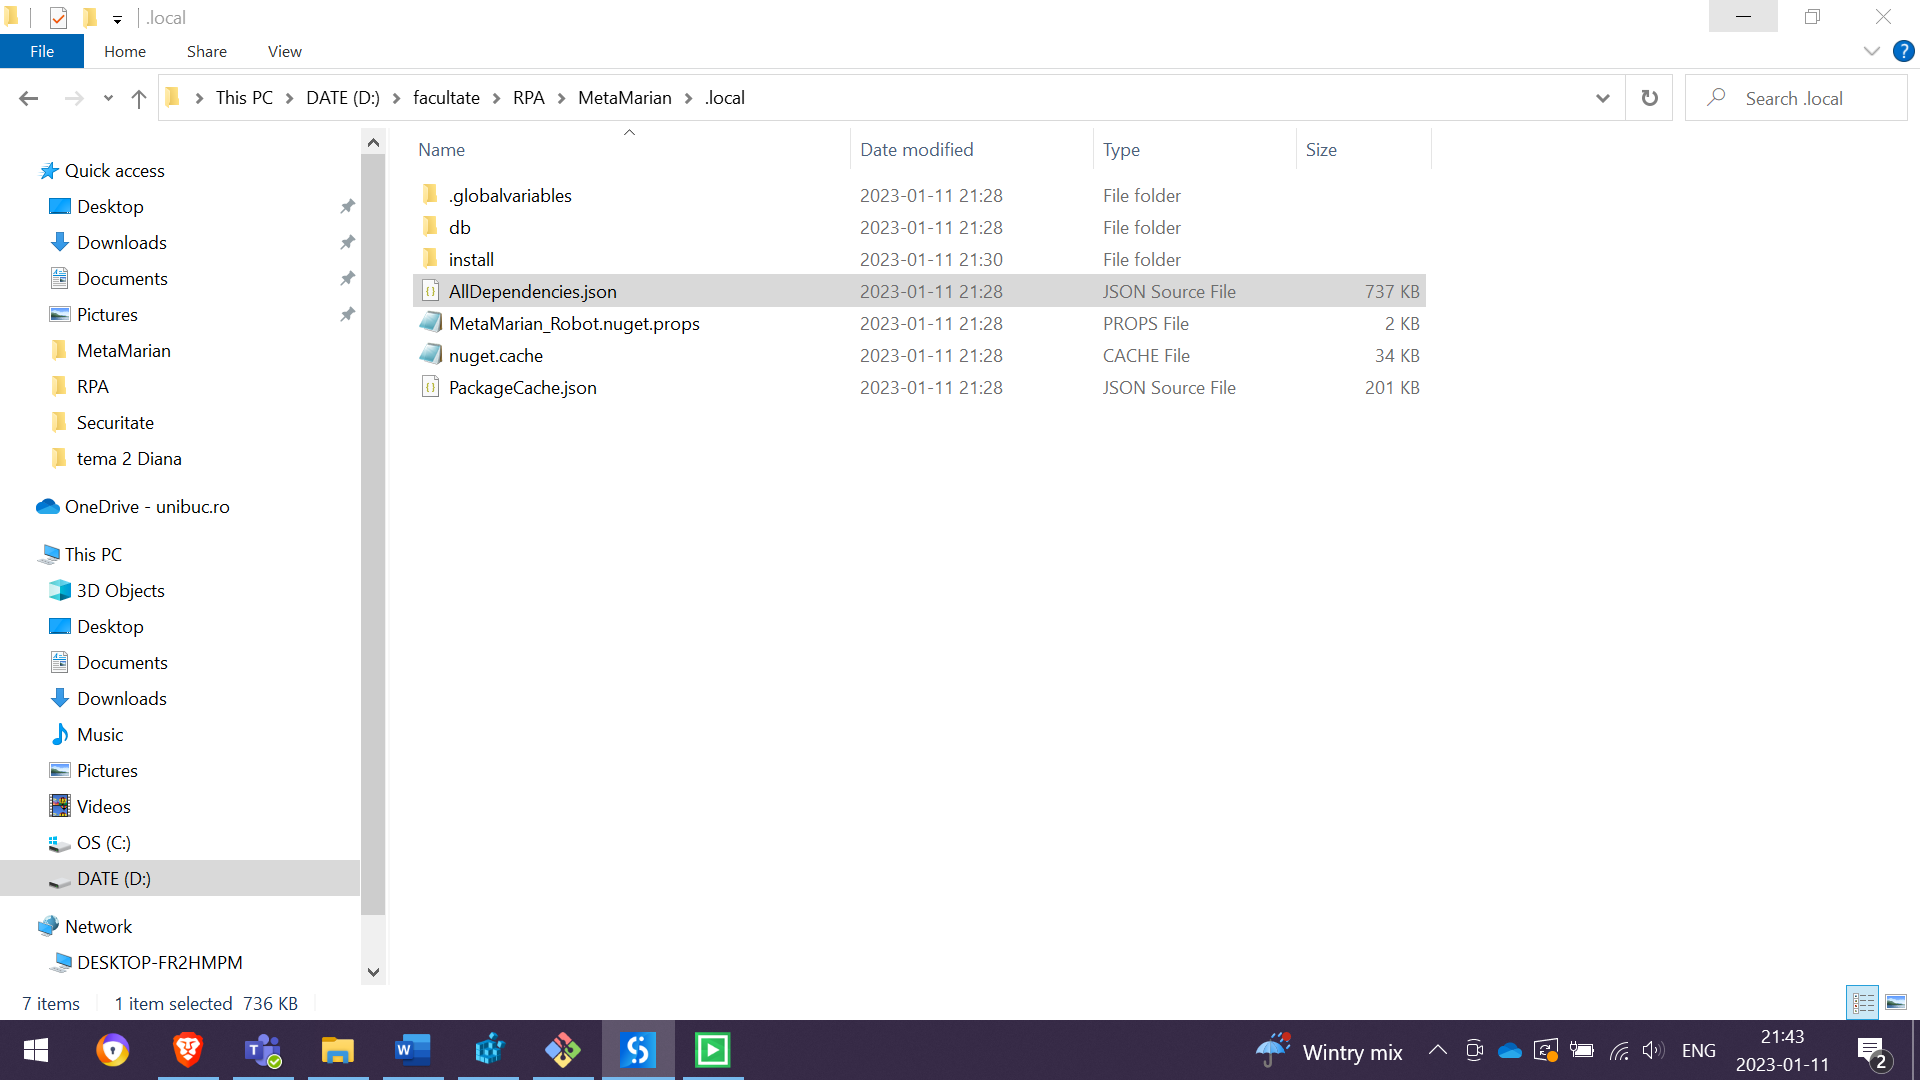 .local
File Home Share View
This PC DATE (D:) facultate RPA MetaMarian .local
Search .local
Name Date modified Type Size
Quick access
Desktop
Downloads
Documents
Pictures
MetaMarian
RPA
Securitate
tema 2 Diana
OneDrive - unibuc.ro
This PC
3D Objects
Desktop
Documents
Downloads
Music
Pictures
Videos
OS (C:)
DATE (D:)
Network
DESKTOP-FR2HMPM
.globalvariables 2023-01-11 21:28 File folder
db 2023-01-11 21:28 File folder
install 2023-01-11 21:30 File folder
AllDependencies.json 2023-01-11 21:28 JSON Source File 737 KB
MetaMarian_Robot.nuget.props 2023-01-11 21:28 PROPS File 2 KB
nuget.cache 2023-01-11 21:28 CACHE File 34 KB
PackageCache.json 2023-01-11 21:28 JSON Source File 201 KB
7 items 1 item selected 736 KB
Wintry mix
ENG
21:43
2023-01-11
2